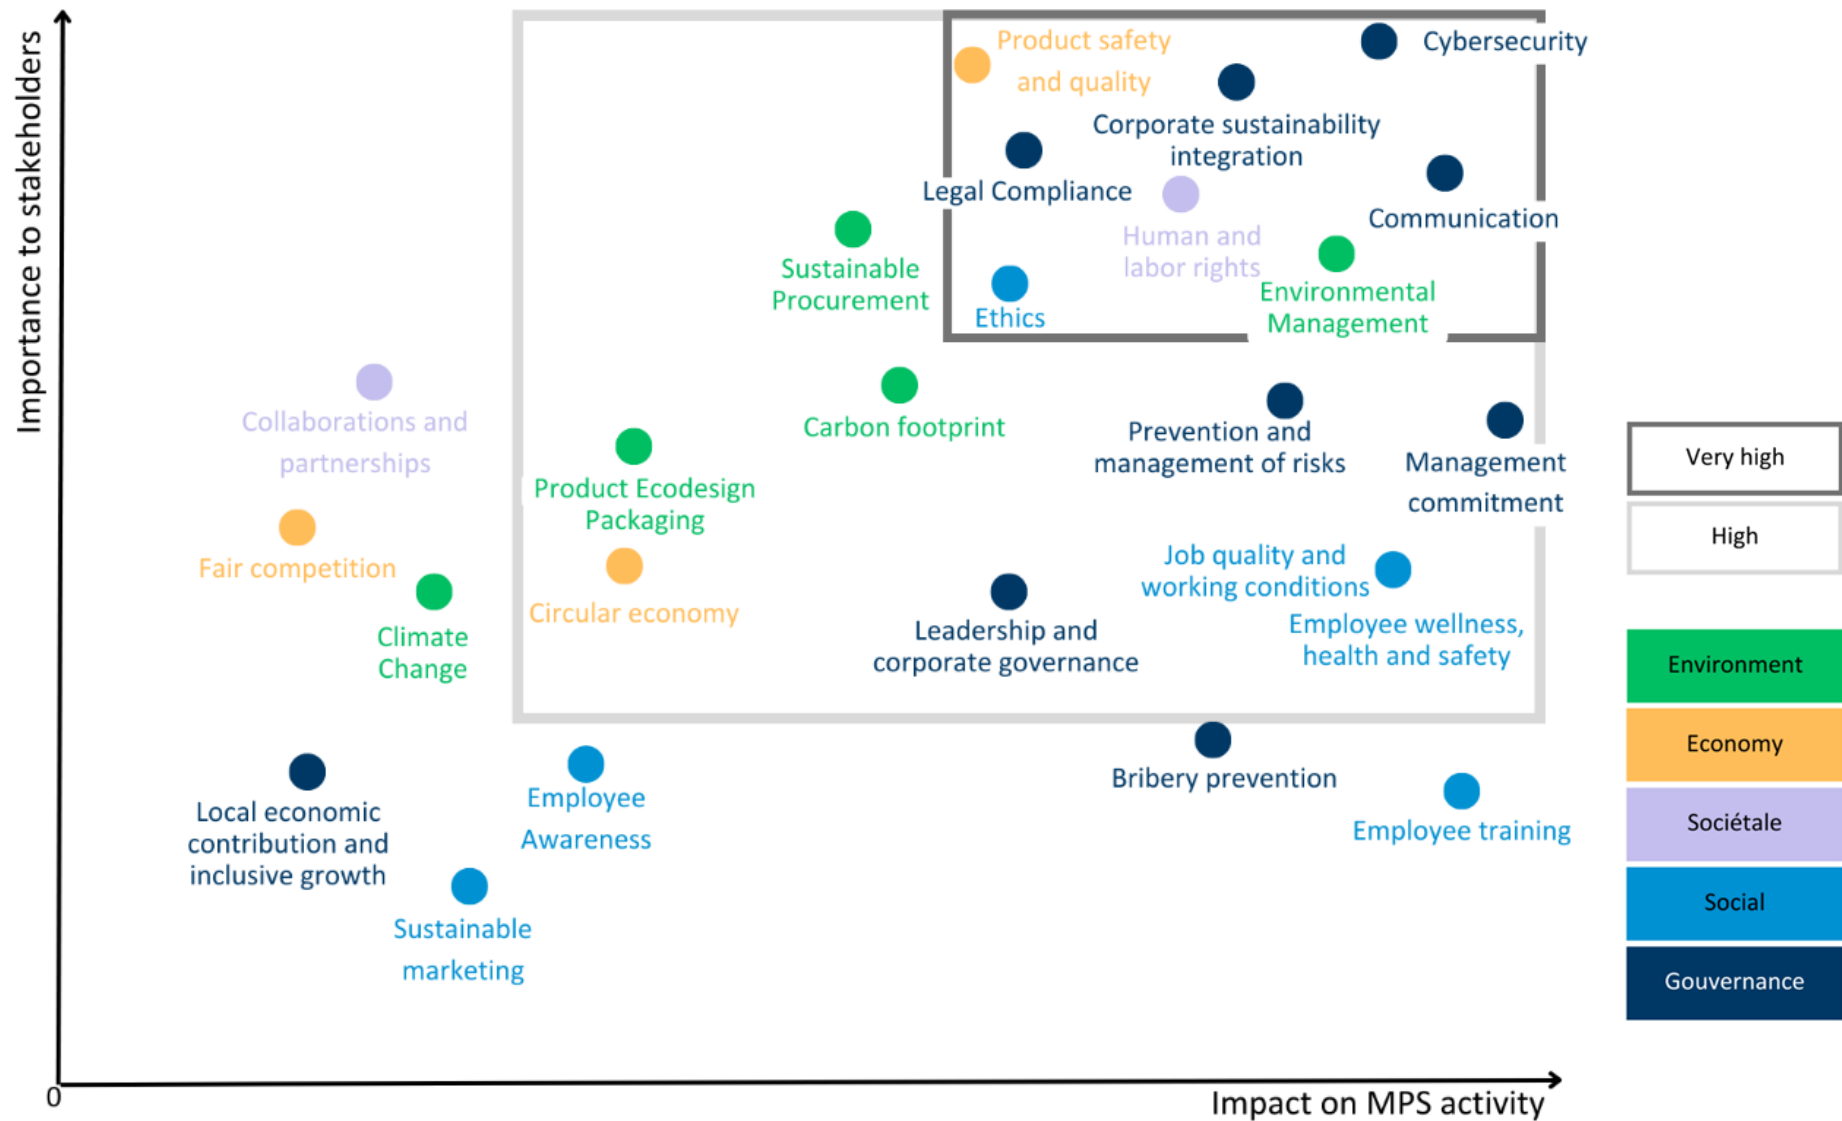 Importance to stakeholders
Product safety
and quality
Cybersecurity
Corporate sustainability
integration
Legal Compliance
Communication
Human and
labor rights
Sustainable
Procurement
Environmental
Management
Ethics
Collaborations and
partnerships
Carbon footprint
Prevention and
management of risks
Management
commitment
Very high
High
Product Ecodesign
Packaging
Fair competition
Job quality and
working conditions
Circular economy
Climate
Change
Leadership and
corporate governance
Employee wellness,
health and safety
Environment
Economy
Sociétale
Social
Gouvernance
Bribery prevention
Employee
Awareness
Local economic
contribution and
inclusive growth
Employee training
Sustainable
marketing
0
Impact on MPS activity